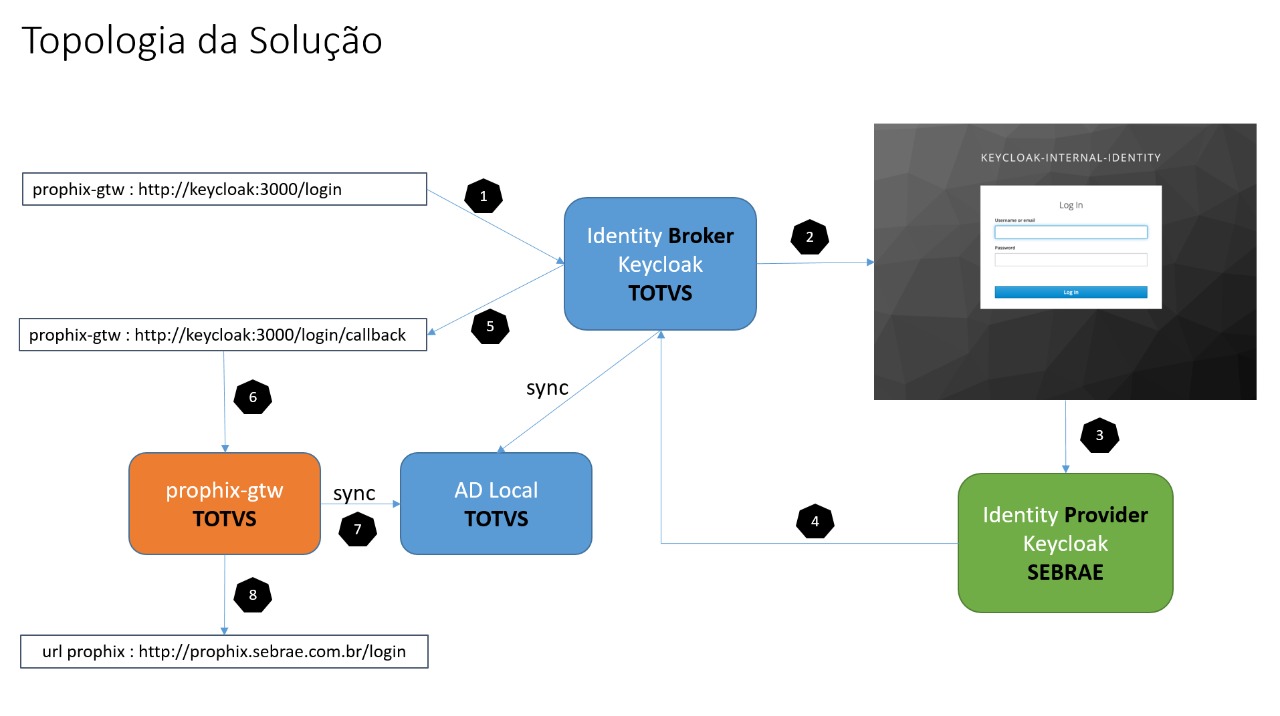 Topologia da Solução
prophix-gtw : http://keycloak:3000/login
1
Identity Broker
Keycloak
TOTVS
2
KEYCLOAK-INTERNAL-IDENTITY
Log In
Username or email
Password
Log In
5
prophix-gtw : http://keycloak:3000/login/callback
6
sync
3
prophix-gtw
TOTVS
sync
7
AD Local
TOTVS
4
Identity Provider
Keycloak
SEBRAE
8
url prophix : http://prophix.sebrae.com.br/login